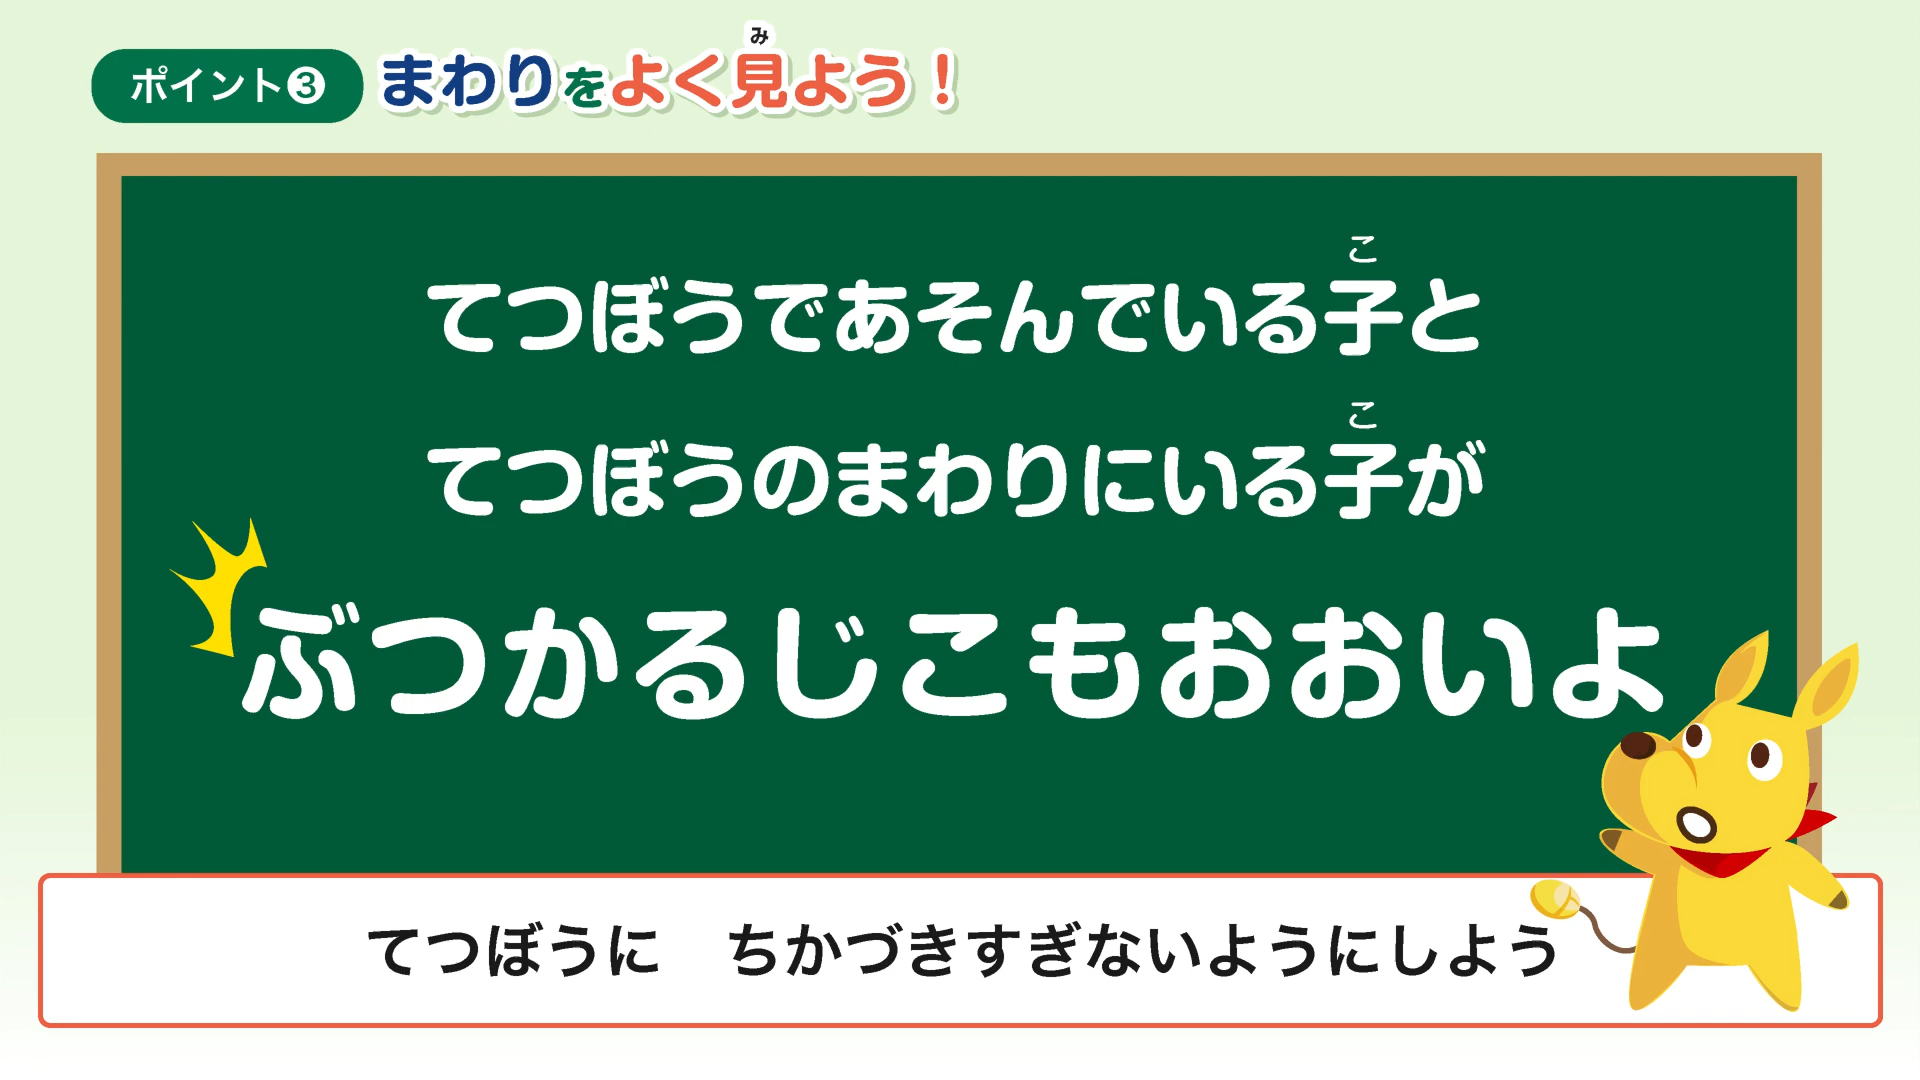 ポイント❸ まわりをよく見よう！
み
こ
てつぼうであそんでいる子と
こ
てつぼうのまわりにいる子が
ぶつかるじこもおおいよ
てつぼうに　ちかづきすぎないようにしよう